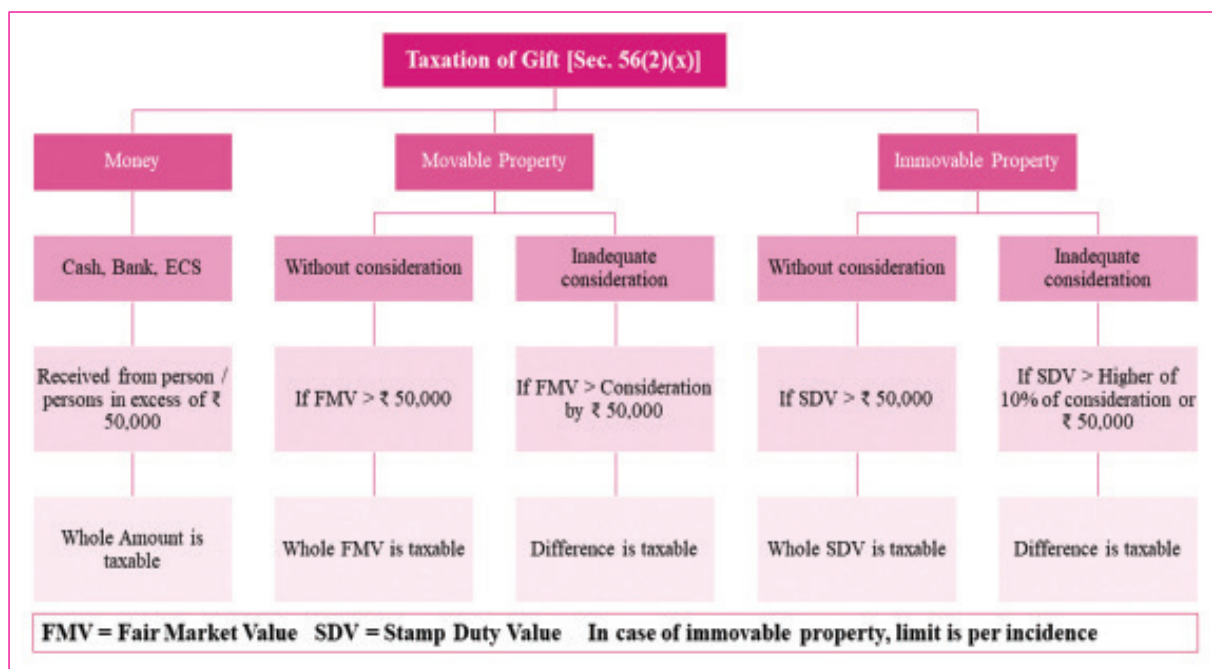 Taxation of Gift [Sec. 56(2)(x)]
Money
Movable Property
Immovable Property
Cash, Bank, ECS
Without consideration
Inadequate
consideration
Without consideration
Inadequate
consideration
Received from person /
persons in excess of ₹
50,000
If FMV > ₹ 50,000
If FMV > Consideration
by ₹ 50,000
If SDV > ₹ 50,000
If SDV > Higher of
10% of consideration or
₹ 50,000
Whole Amount is
taxable
Whole FMV is taxable
Difference is taxable
Whole SDV is taxable
Difference is taxable
FMV = Fair Market Value SDV = Stamp Duty Value In case of immovable property, limit is per incidence